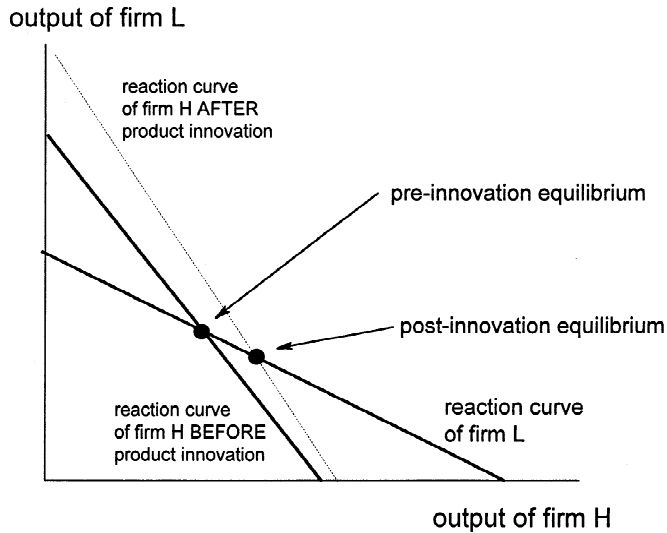 output of firm L
reaction curve
of firm H AFTER
product innovation
pre-innovation equilibrium
post-innovation equilibrium
reaction curve
of firm H BEFORE
product innovation
reaction curve
of firm L
output of firm H